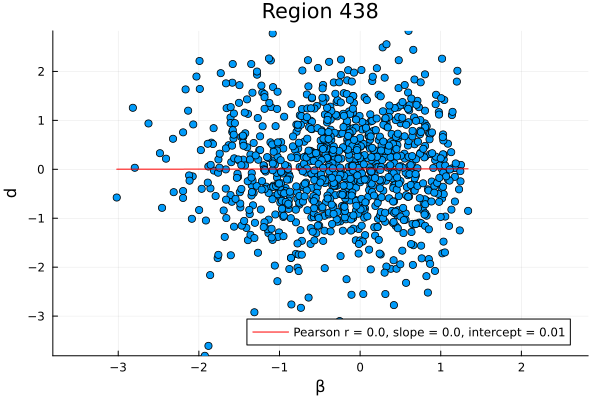 Region 438
d
2
1
0
−1
−2
−3
Pearson r = 0.0, slope = 0.0, intercept = 0.01
−3 −2 −1 0 1 2
β